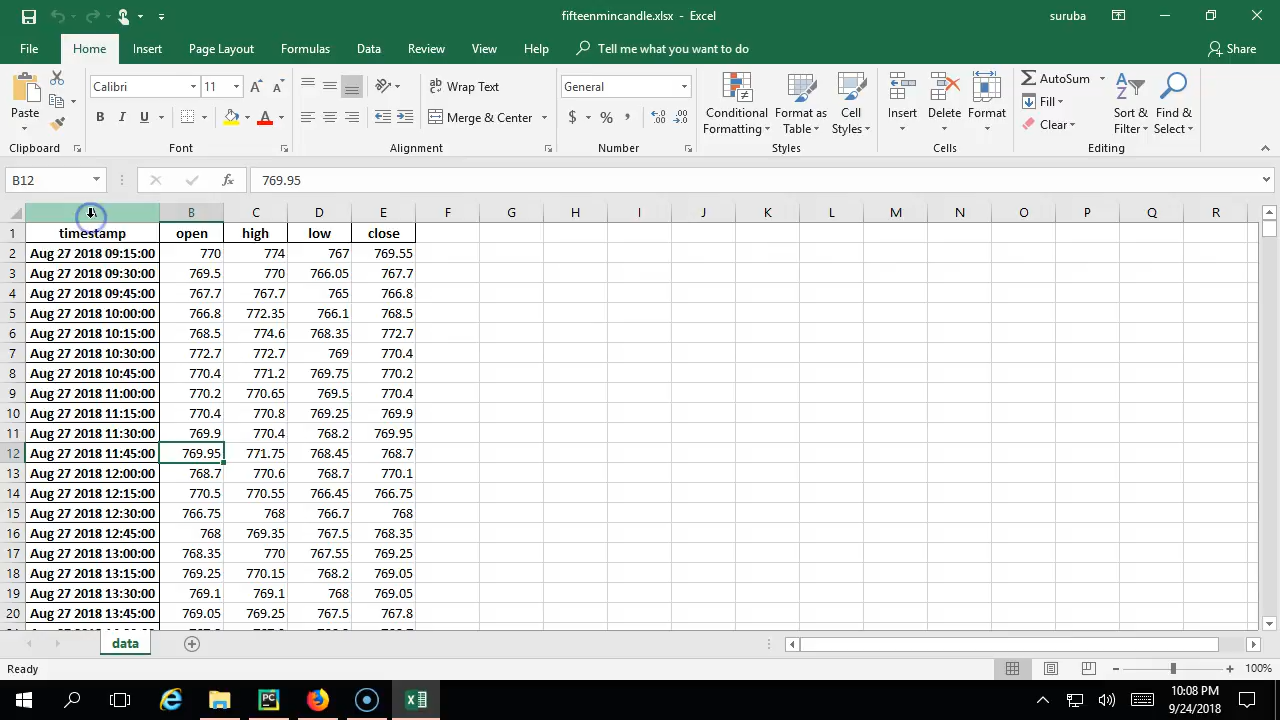 fifteenmincandle.xlsx - Excel
suruba
File Home Insert Page Layout Formulas Data Review View Help Tell me what you want to do Share
Paste
Clipboard
Calibri 11
B I U
Font
Wrap Text
Merge & Center
Alignment
General
$ % ,
Number
Conditional Formatting
Format as Table
Cell Styles
Styles
Insert Delete Format
Cells
AutoSum
Fill
Clear
Sort & Filter
Find & Select
Editing
B12 fx 769.95
B C D E F G H I J K L M N O P Q R
1 timestamp open high low close
2 Aug 27 2018 09:15:00 770 774 767 769.55
3 Aug 27 2018 09:30:00 769.5 770 766.05 767.7
4 Aug 27 2018 09:45:00 767.7 767.7 765 766.8
5 Aug 27 2018 10:00:00 766.8 772.35 766.1 768.5
6 Aug 27 2018 10:15:00 768.5 774.6 768.35 772.7
7 Aug 27 2018 10:30:00 772.7 772.7 769 770.4
8 Aug 27 2018 10:45:00 770.4 771.2 769.75 770.2
9 Aug 27 2018 11:00:00 770.2 770.65 769.5 770.4
10 Aug 27 2018 11:15:00 770.4 770.8 769.25 769.9
11 Aug 27 2018 11:30:00 769.9 770.4 768.2 769.95
12 Aug 27 2018 11:45:00 769.95 771.75 768.45 768.7
13 Aug 27 2018 12:00:00 768.7 770.6 768.7 770.1
14 Aug 27 2018 12:15:00 770.5 770.55 766.45 766.75
15 Aug 27 2018 12:30:00 766.75 768 766.7 768
16 Aug 27 2018 12:45:00 768 769.35 767.5 768.35
17 Aug 27 2018 13:00:00 768.35 770 767.55 769.25
18 Aug 27 2018 13:15:00 769.25 770.15 768.2 769.05
19 Aug 27 2018 13:30:00 769.1 769.1 768 769.05
20 Aug 27 2018 13:45:00 769.05 769.25 767.5 767.8
data
Ready
100%
10:08 PM
9/24/2018